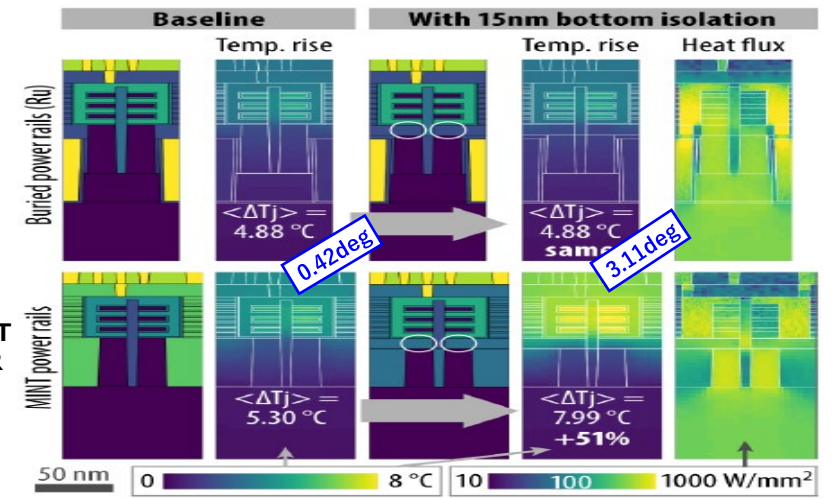 Baseline
With 15nm bottom isolation
Temp. rise
Temp. rise
Heat flux
Buried power rails (Ru)
<ΔTj> =
4.88 °C
<ΔTj> =
4.88 °C
same
0.42deg
3.11deg
T
MINT power rails
<ΔTj> =
5.30 °C
<ΔTj> =
7.99 °C
+51%
50 nm
0
8 °C
10
100
1000 W/mm²